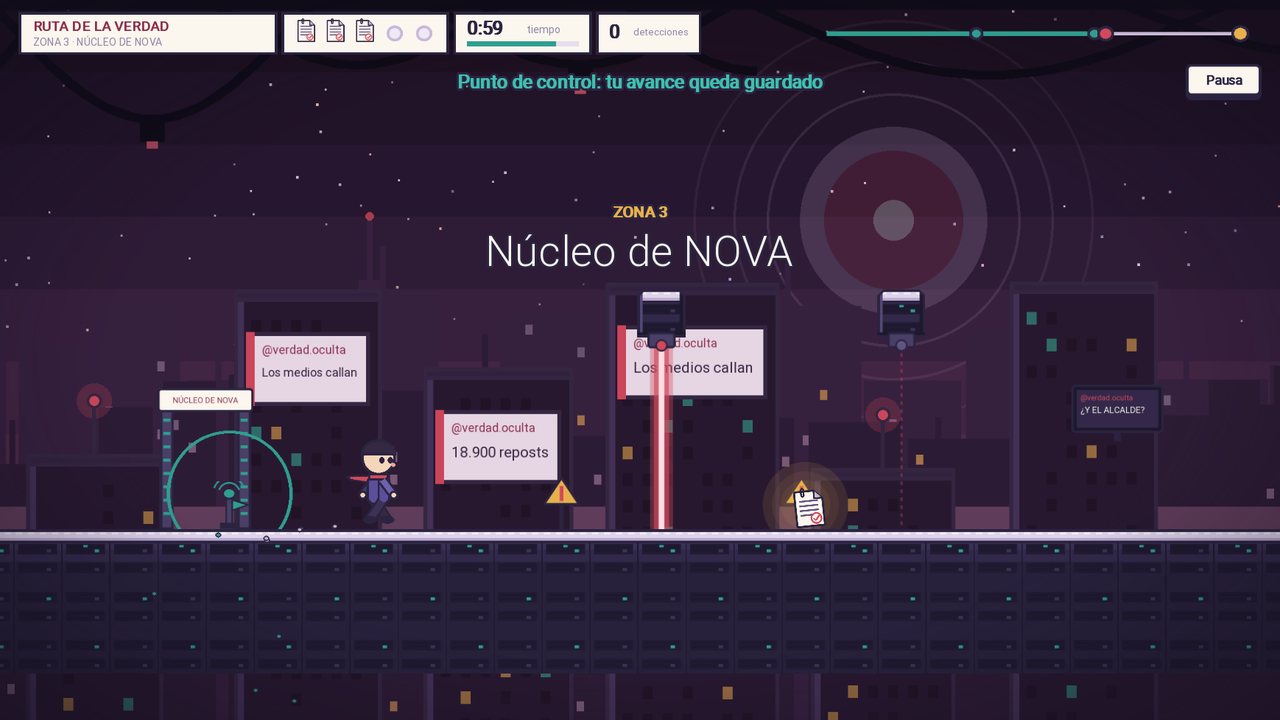 RUTA DE LA VERDAD
ZONA 3 · NÚCLEO DE NOVA
0:59 tiempo
0 detecciones
Punto de control: tu avance queda guardado
Pausa
ZONA 3
Núcleo de NOVA
@verdad.oculta
Los medios callan
NÚCLEO DE NOVA
@verdad.oculta
18.900 reposts
@verdad.oculta
Los medios callan
@verdad.oculta
¿Y EL ALCALDE?